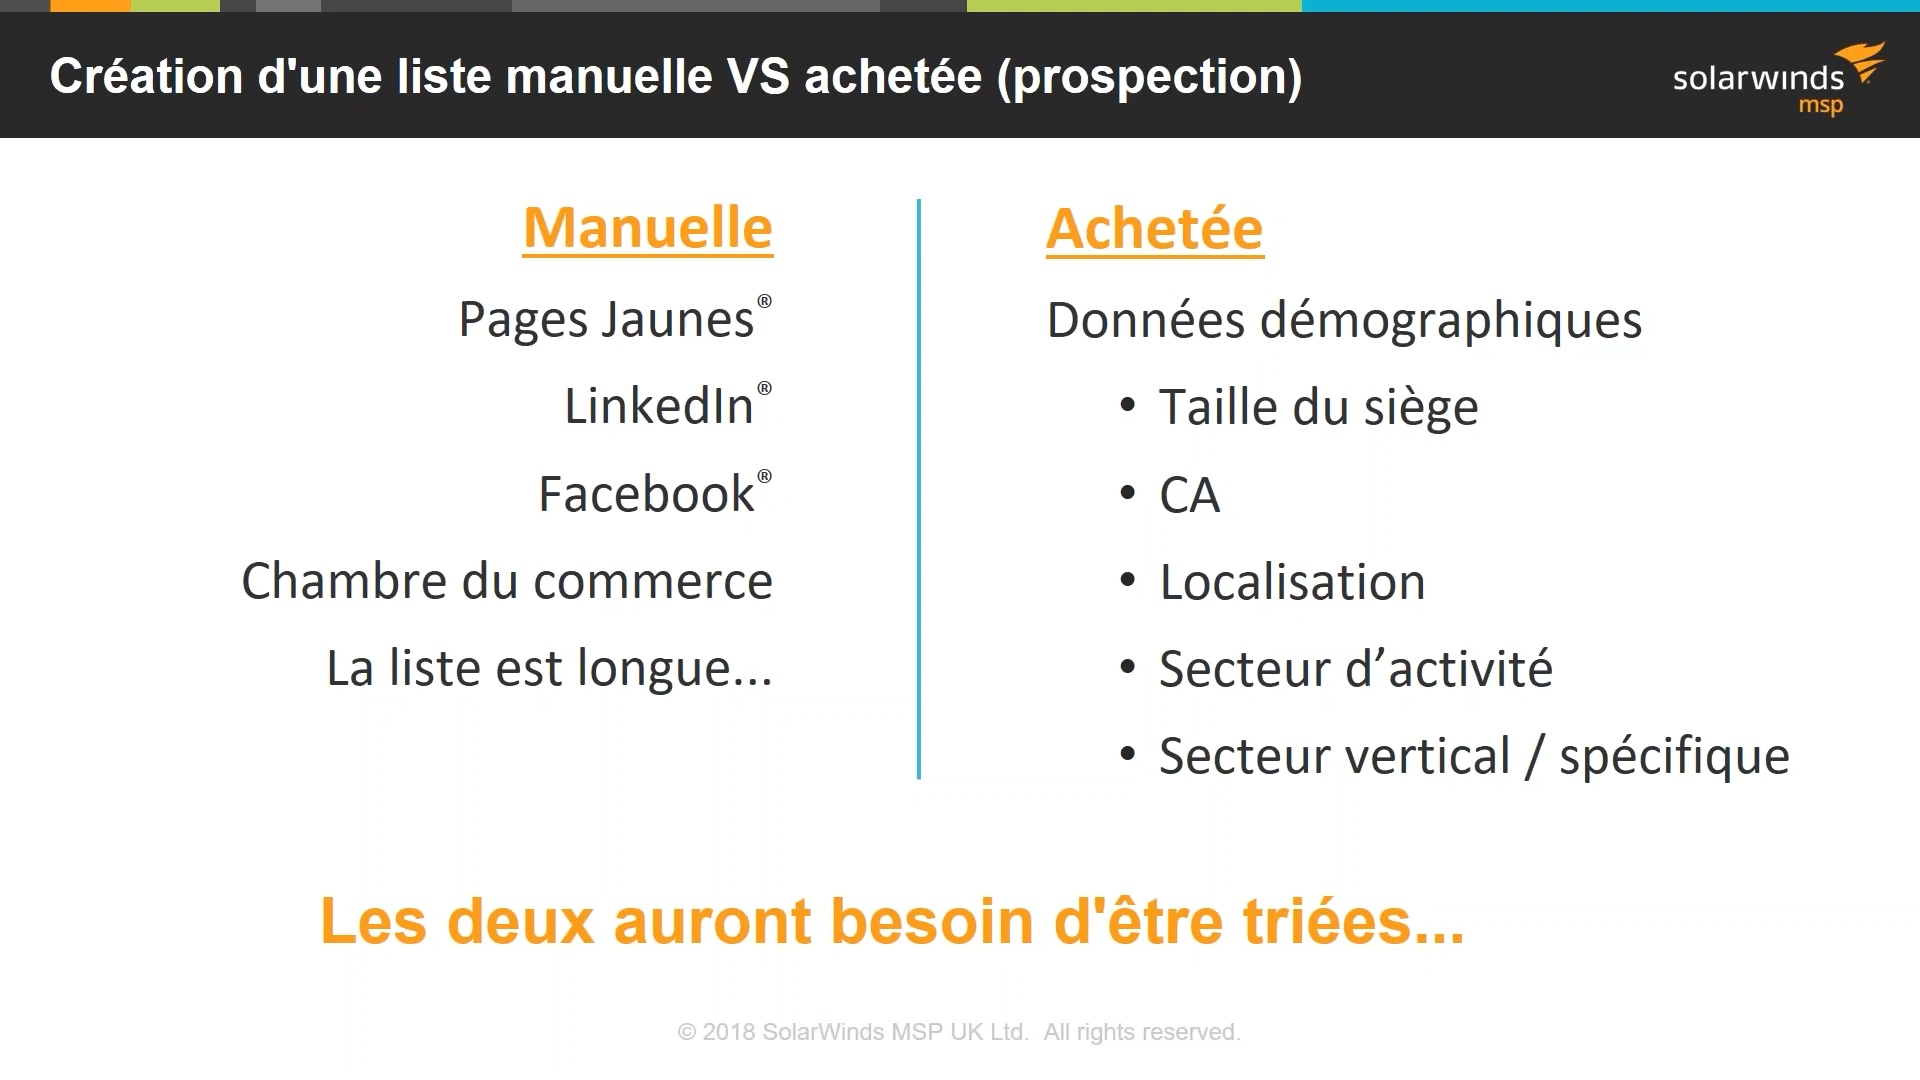 Création d'une liste manuelle VS achetée (prospection)
solarwinds
msp
Manuelle
Pages Jaunes®
LinkedIn®
Facebook®
Chambre du commerce
La liste est longue...
Achetée
Données démographiques
• Taille du siège
• CA
• Localisation
• Secteur d’activité
• Secteur vertical / spécifique
Les deux auront besoin d'être triées...
© 2018 SolarWinds MSP UK Ltd.  All rights reserved.